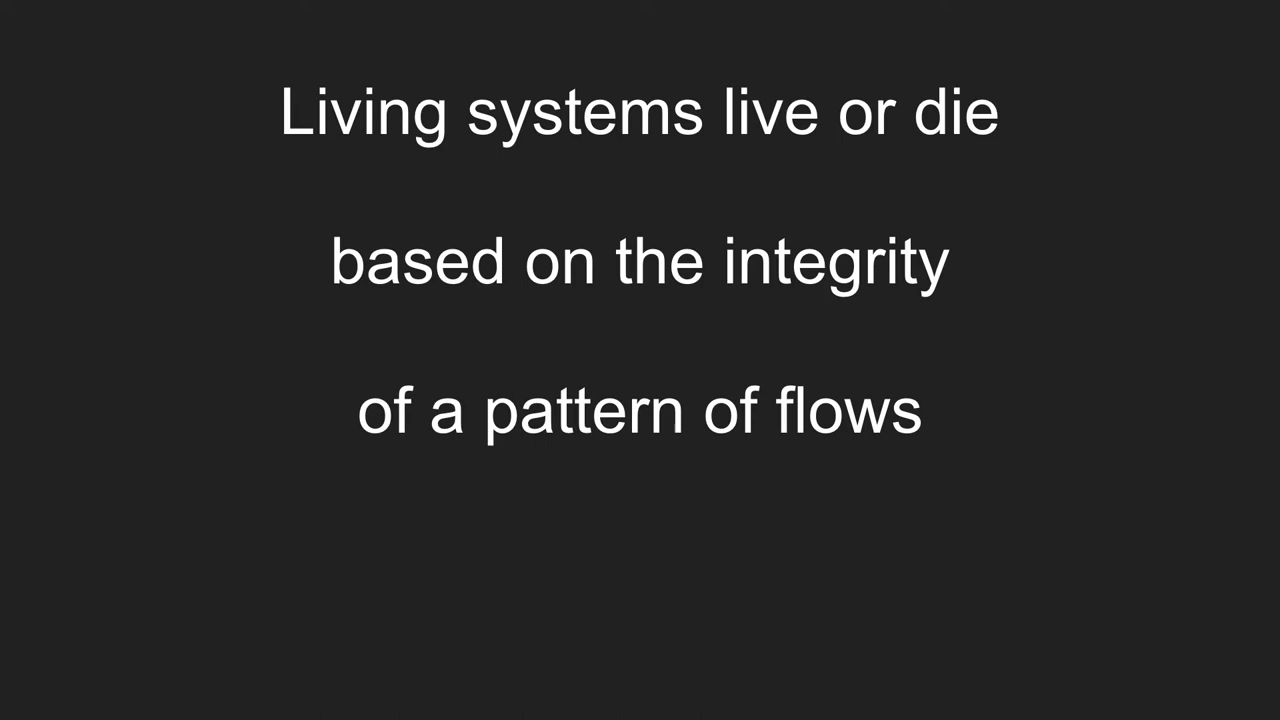 Living systems live or die
based on the integrity
of a pattern of flows